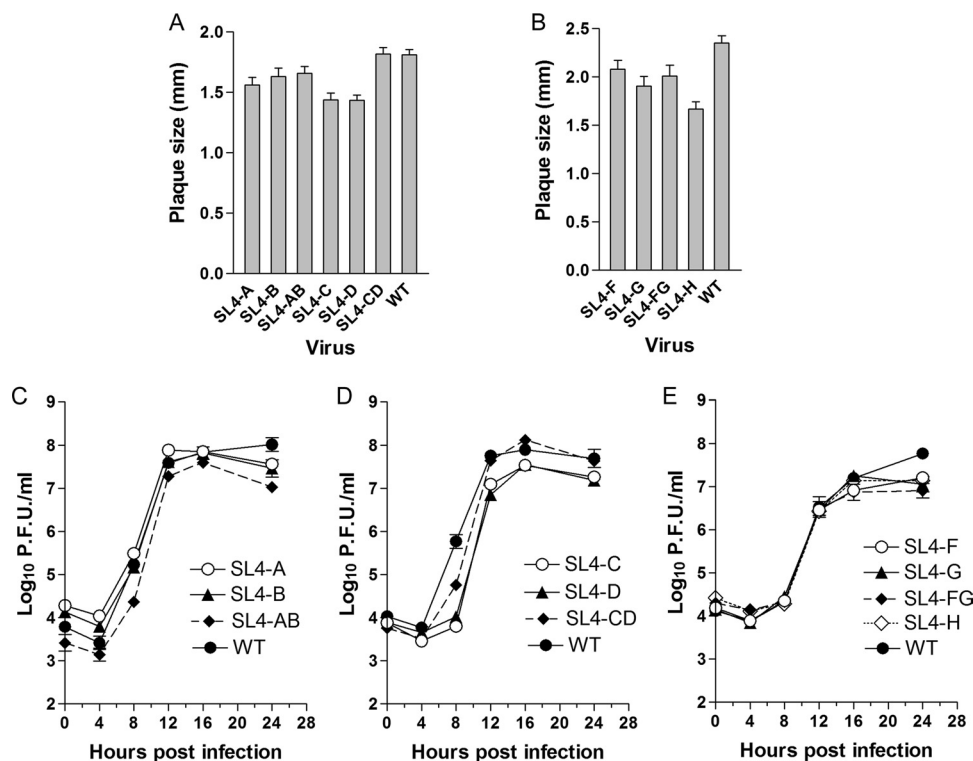 A
Plaque size (mm)
2.0
1.5
1.0
0.5
0.0
SL4-A
SL4-B
SL4-AB
SL4-C
SL4-D
SL4-CD
WT
Virus
B
Plaque size (mm)
2.5
2.0
1.5
1.0
0.5
0.0
SL4-F
SL4-G
SL4-FG
SL4-H
WT
Virus
C
Log10 P.F.U./ml
9
8
7
6
5
4
3
2
SL4-A
SL4-B
SL4-AB
WT
0 4 8 12 16 20 24 28
Hours post infection
D
9
8
7
6
5
4
3
2
SL4-C
SL4-D
SL4-CD
WT
0 4 8 12 16 20 24 28
Hours post infection
E
Log10 P.F.U./ml
9
8
7
6
5
4
3
2
SL4-F
SL4-G
SL4-FG
SL4-H
WT
0 4 8 12 16 20 24 28
Hours post infection